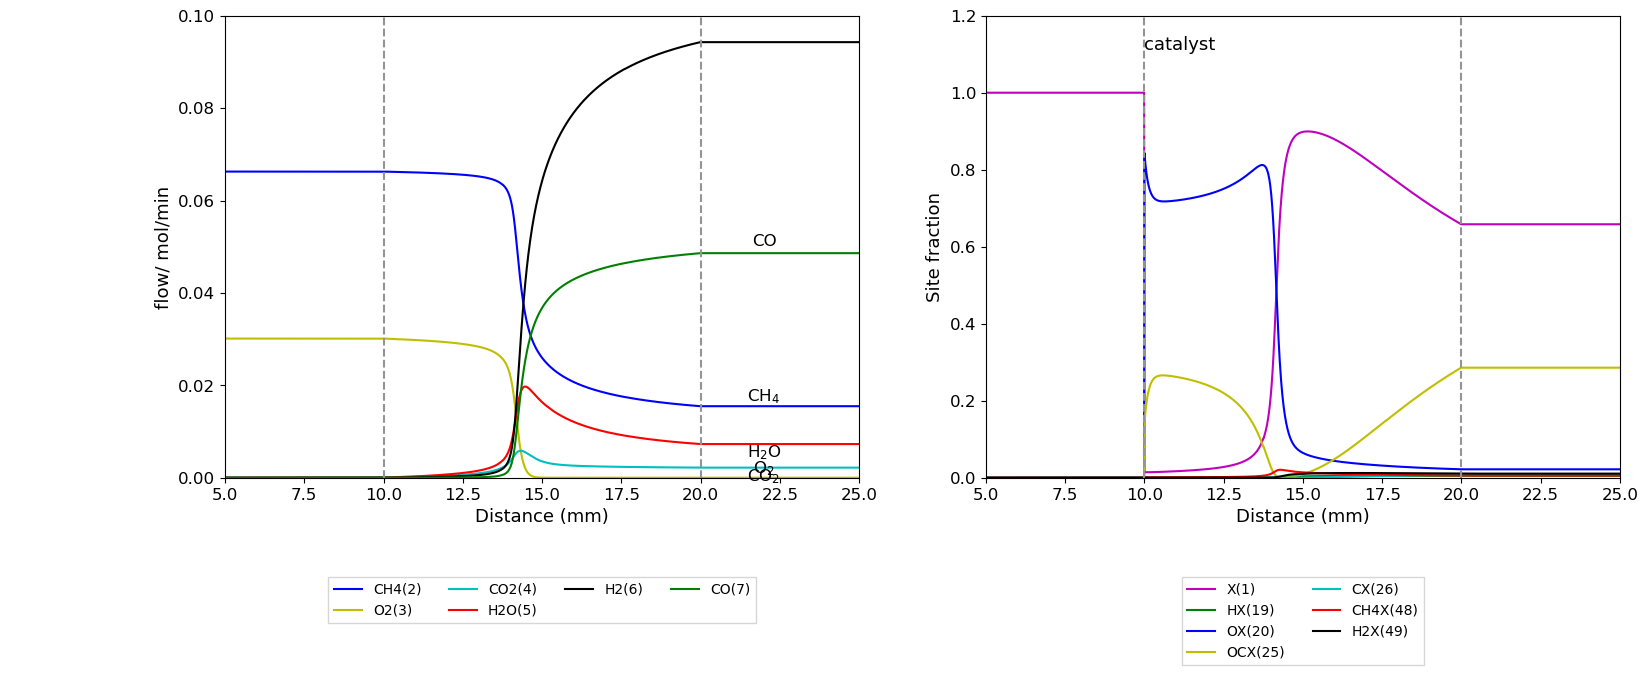 0.10
0.08
0.06
0.04
0.02
0.00
flow/ mol/min
CO
CH₄
H₂O
O₂
CO₂
5.0 7.5 10.0 12.5 15.0 17.5 20.0 22.5 25.0
Distance (mm)
CH4(2) CO2(4) H2(6) CO(7)
O2(3) H2O(5)
1.2
1.0
0.8
0.6
0.4
0.2
0.0
Site fraction
catalyst
5.0 7.5 10.0 12.5 15.0 17.5 20.0 22.5 25.0
Distance (mm)
X(1) CX(26)
HX(19) CH4X(48)
OX(20) H2X(49)
OCX(25)